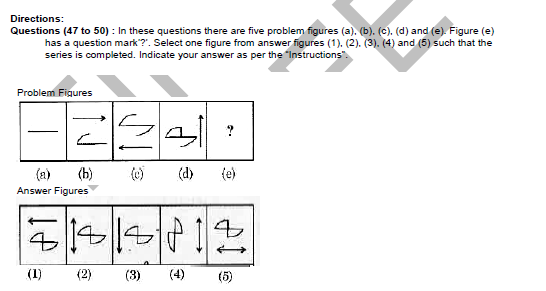 Directions:
Questions (47 to 50) : In these questions there are five problem figures (a), (b), (c), (d) and (e). Figure (e)
has a question mark'?'. Select one figure from answer figures (1), (2), (3), (4) and (5) such that the
series is completed. Indicate your answer as per the "Instructions".
Problem Figures
?
(a) (b) (c) (d) (e)
Answer Figures
(1) (2) (3) (4) (5)